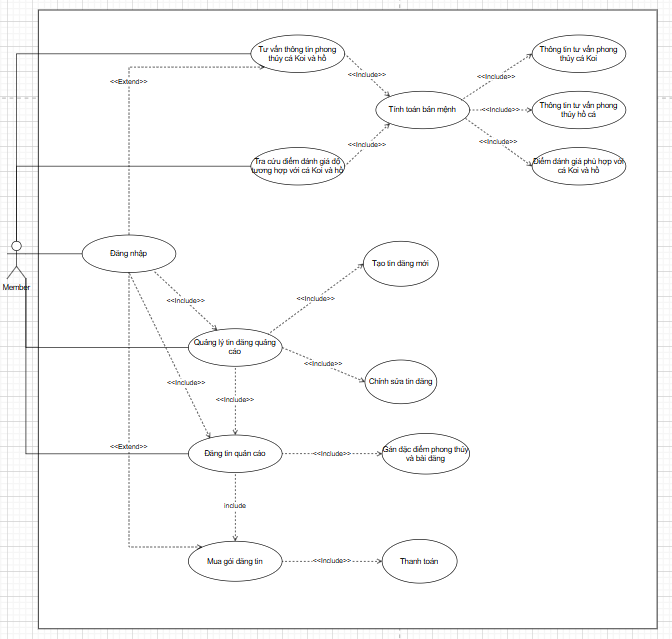 Tư vấn thông tin phong
thủy cá Koi và hồ
Thông tin tư vấn phong
thủy cá Koi
<<Include>>
<<Include>>
<<Extend>>
Tính toán bản mệnh
<<Include>>
Thông tin tư vấn phong
thủy hồ cá
<<Include>>
<<Include>>
Tra cứu điểm đánh giá độ
tương hợp với cá Koi và hồ
Điểm đánh giá phù hợp với
cá Koi và hồ
Đăng nhập
Tạo tin đăng mới
Member
<<Include>>
<<Include>>
Quảng lý tin đăng quảng
cáo
<<Include>>
<<Include>>
Chỉnh sửa tin đăng
<<Include>>
<<Extend>>
Đăng tin quản cáo
<<Include>>
Gán đặc điểm phong thủy
và bài đăng
include
Mua gói đăng tin
<<Include>>
Thanh toán